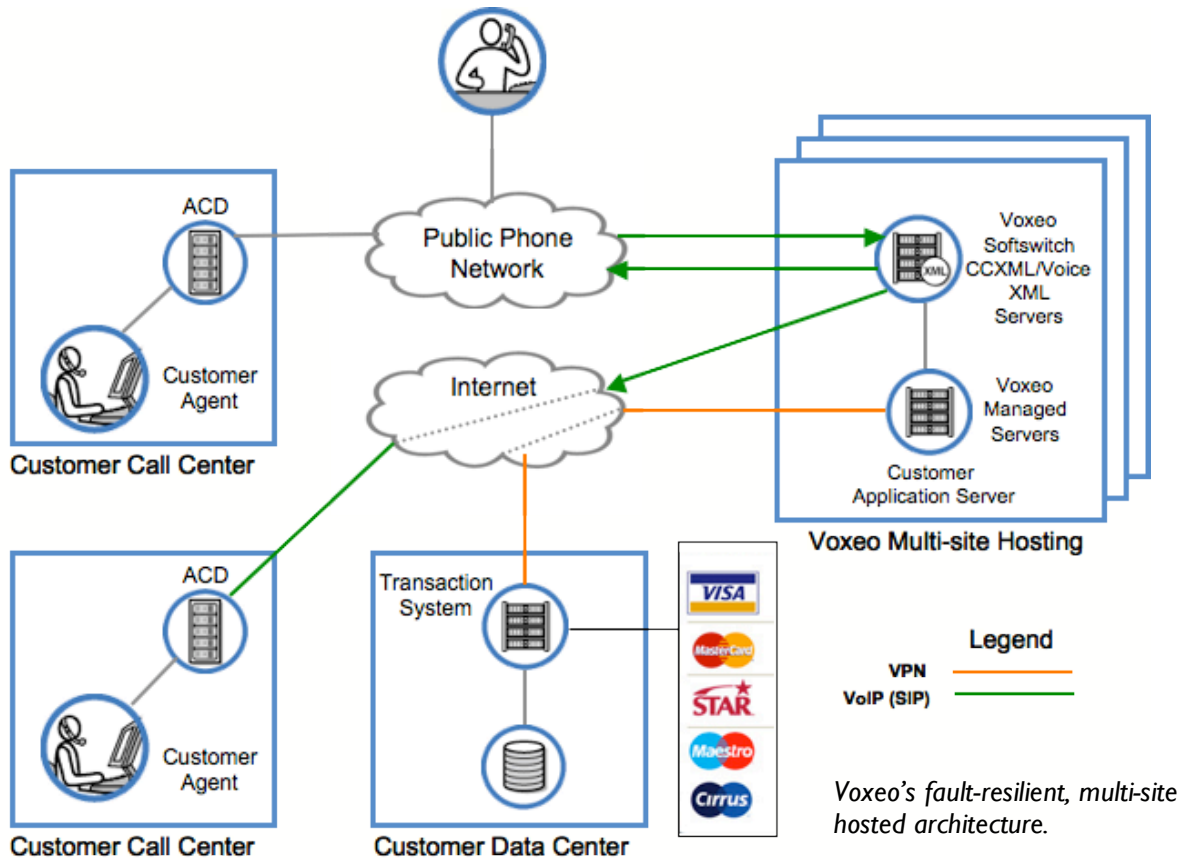 ACD
Customer
Agent
Customer Call Center
Public Phone
Network
Internet
XML
Voxeo
Softswitch
CCXML/Voice
XML
Servers
Voxeo
Managed
Servers
Customer
Application Server
Voxeo Multi-site Hosting
ACD
Customer
Agent
Customer Call Center
Transaction
System
Customer Data Center
VISA
MasterCard
STAR
Maestro
Cirrus
Legend
VPN
VoIP (SIP)
Voxeo's fault-resilient, multi-site
hosted architecture.